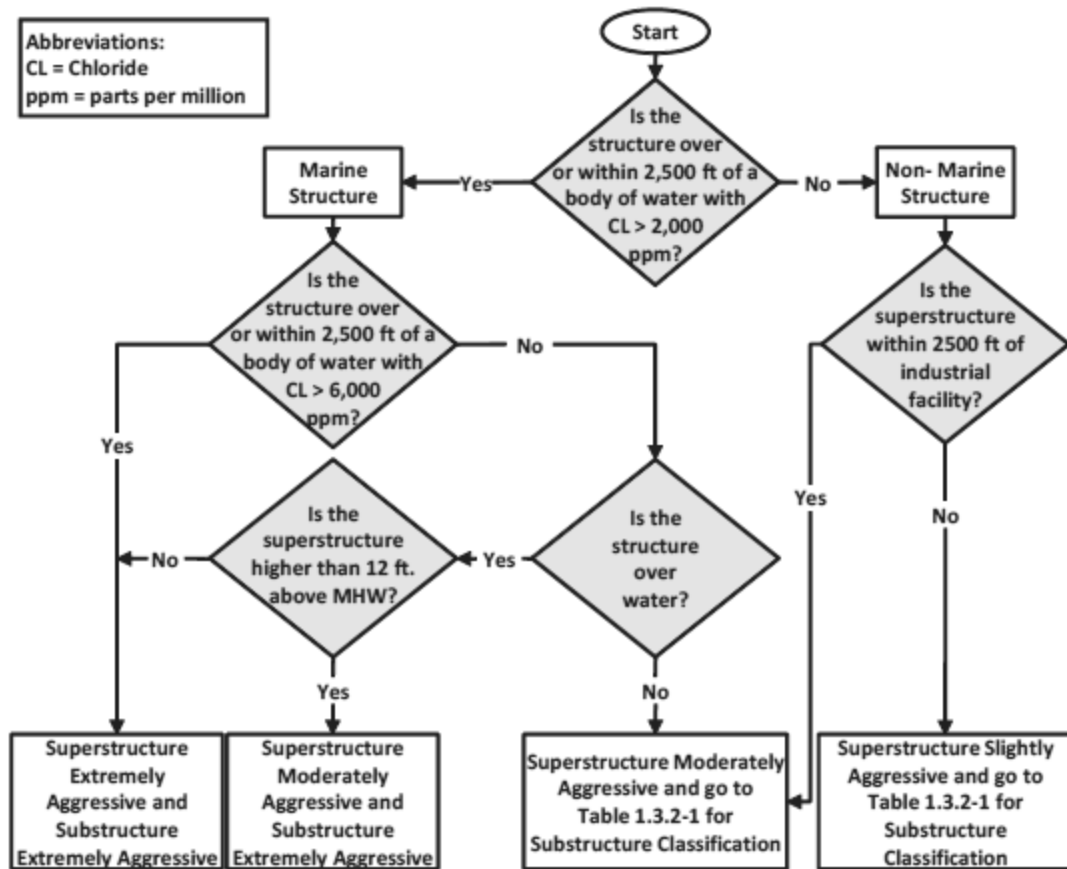 Abbreviations:
CL = Chloride
ppm = parts per million
Start
Is the
structure over
or within 2,500 ft of a
body of water with
CL > 2,000
ppm?
Yes
No
Marine
Structure
Non- Marine
Structure
Is the
structure over
or within 2,500 ft of a
body of water with
CL > 6,000
ppm?
No
Yes
Is the
superstructure
within 2500 ft of
industrial
facility?
Yes
No
Is the
superstructure
higher than 12 ft.
above MHW?
No
Yes
Yes
Is the
structure
over
water?
No
Superstructure
Extremely
Aggressive and
Substructure
Extremely Aggressive
Superstructure
Moderately
Aggressive and
Substructure
Extremely Aggressive
Superstructure Moderately
Aggressive and go to
Table 1.3.2-1 for
Substructure Classification
Superstructure Slightly
Aggressive and go to
Table 1.3.2-1 for
Substructure
Classification